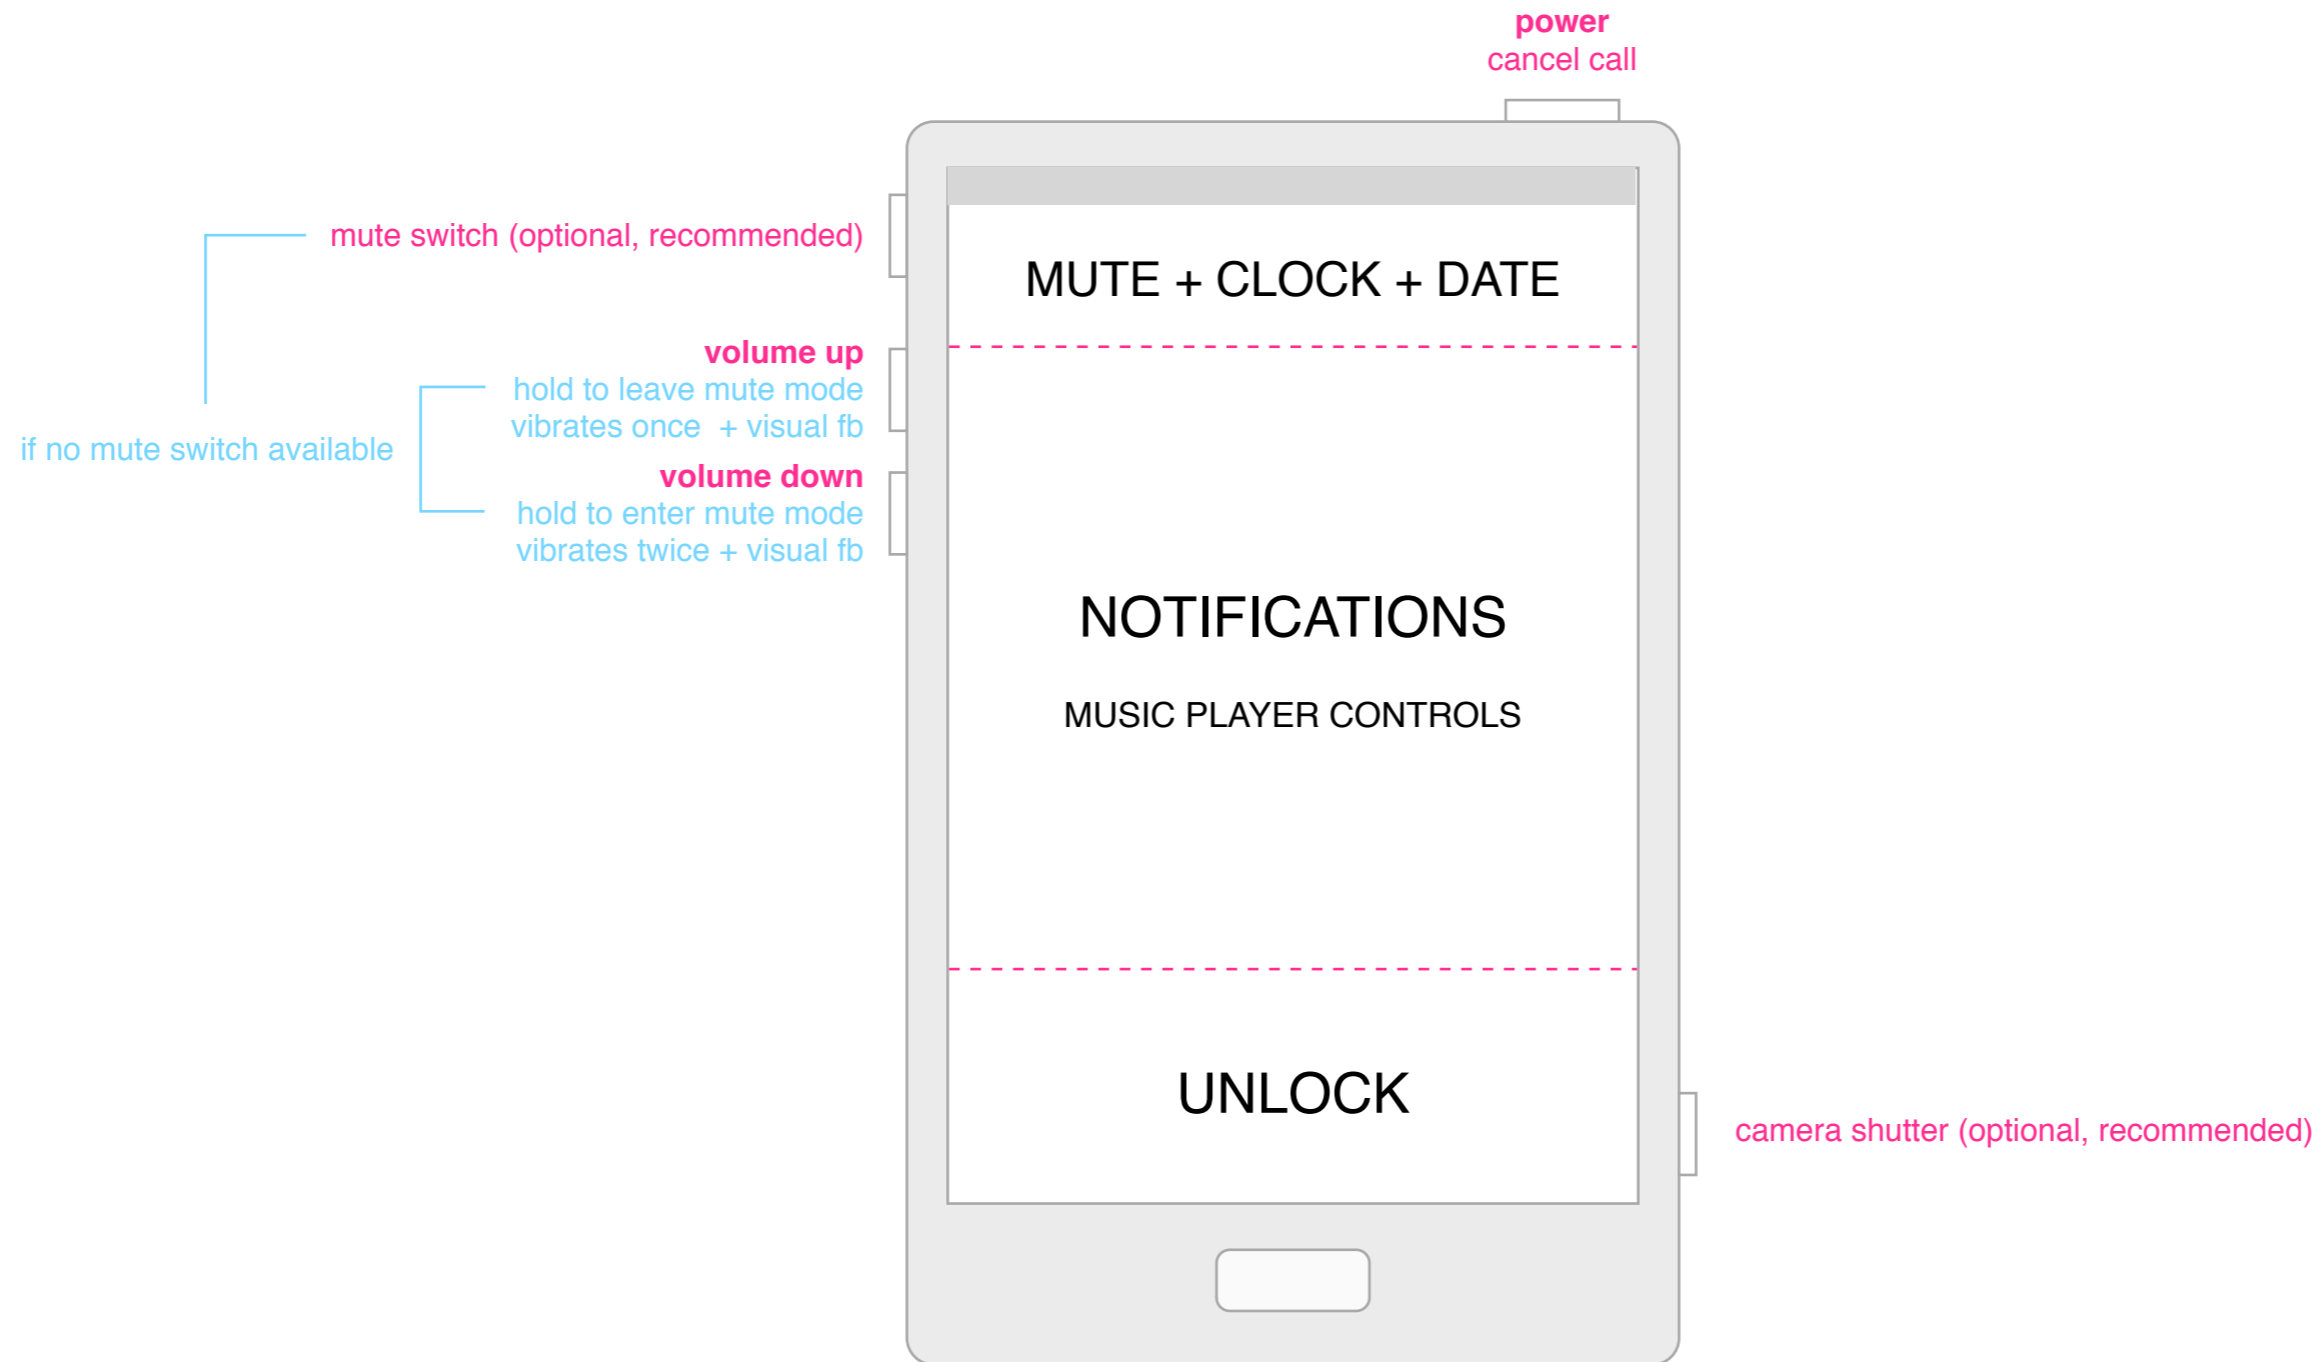 power
cancel call
mute switch (optional, recommended)
MUTE + CLOCK + DATE
volume up
hold to leave mute mode
vibrates once + visual fb
if no mute switch available
volume down
hold to enter mute mode
vibrates twice + visual fb
NOTIFICATIONS
MUSIC PLAYER CONTROLS
UNLOCK
camera shutter (optional, recommended)